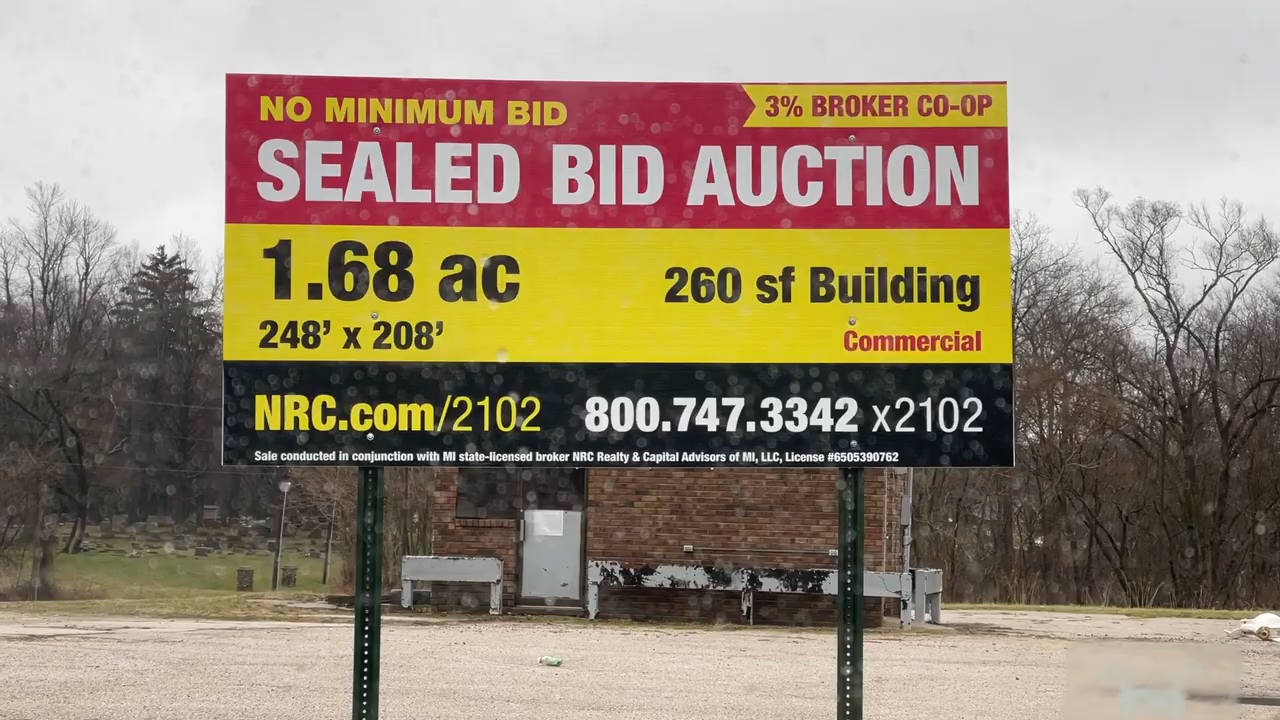 NO MINIMUM BID
3% BROKER CO-OP
SEALED BID AUCTION
1.68 ac
260 sf Building
248' x 208'
Commercial
NRC.com/2102
800.747.3342 x2102
Sale conducted in conjunction with MI state-licensed broker NRC Realty & Capital Advisors of MI, LLC, License #6505390762